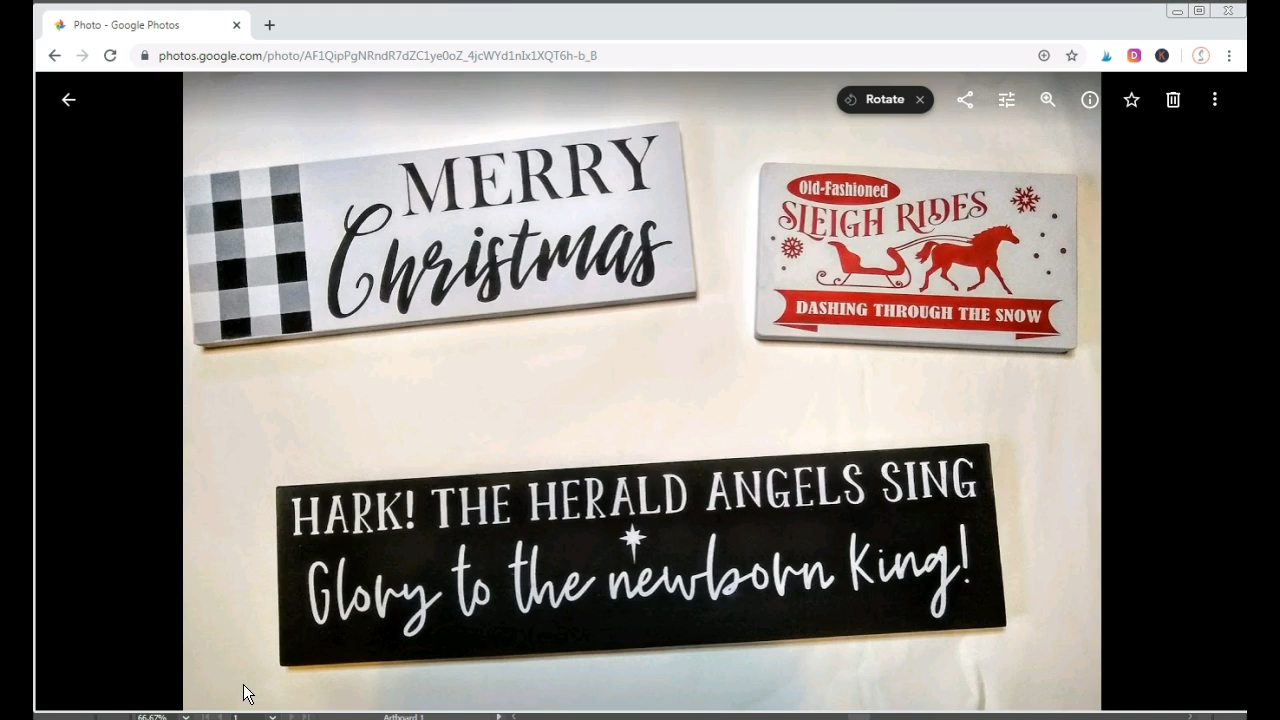 Photo - Google Photos
photos.google.com/photo/AF1QipPgNRndR7dZC1ye0oZ_4jcWYd1nIx1XQT6h-b_B
Rotate
MERRY
Christmas
Old-Fashioned
SLEIGH RIDES
DASHING THROUGH THE SNOW
HARK! THE HERALD ANGELS SING
Glory to the newborn King!
66.67%
1
Artboard 1